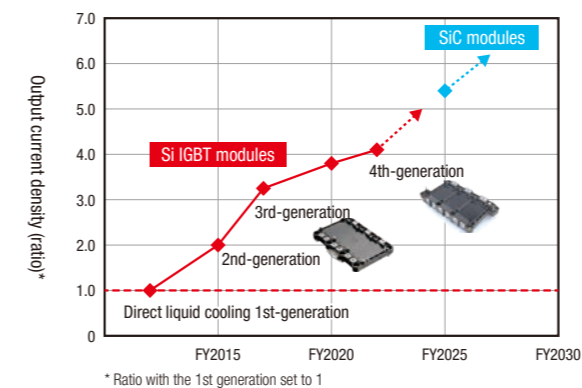 7.0
SiC modules
6.0
5.0
4.0
Si IGBT modules
4th-generation
3.0
3rd-generation
2.0
2nd-generation
1.0
Direct liquid cooling 1st-generation
0
Output current density (ratio)*
FY2015 FY2020 FY2025 FY2030
* Ratio with the 1st generation set to 1